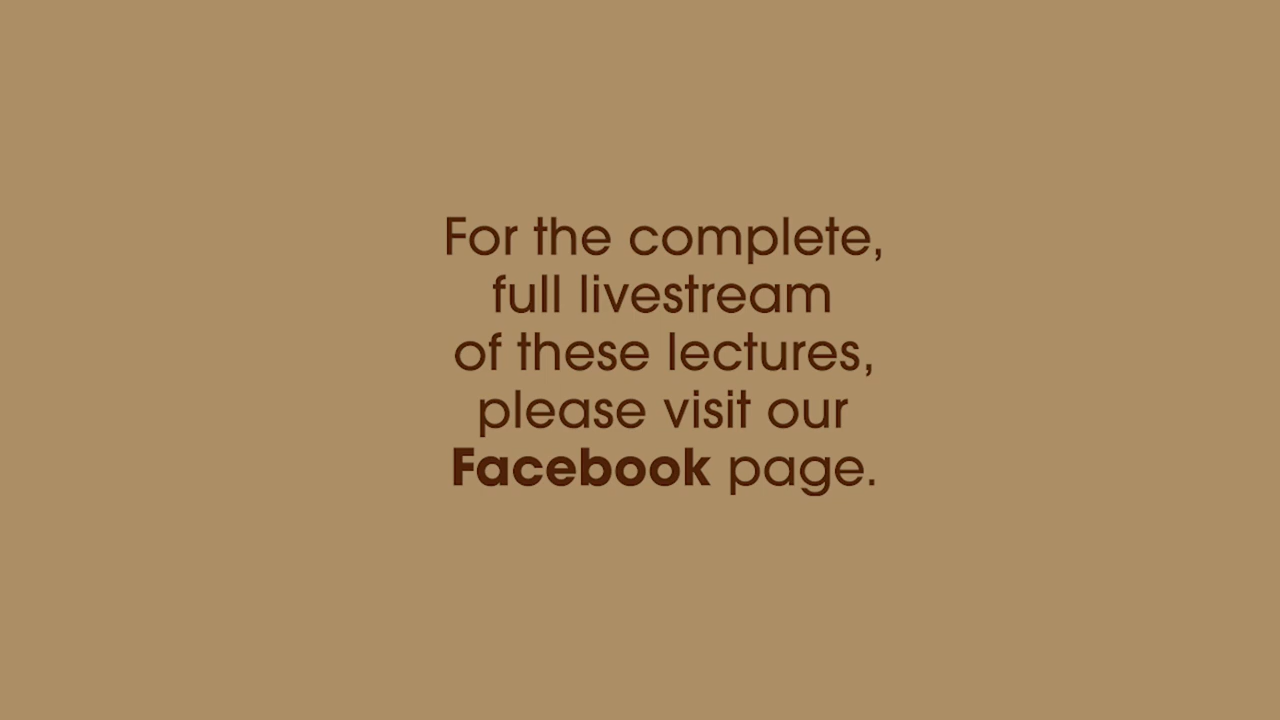 For the complete,
full livestream
of these lectures,
please visit our
Facebook page.